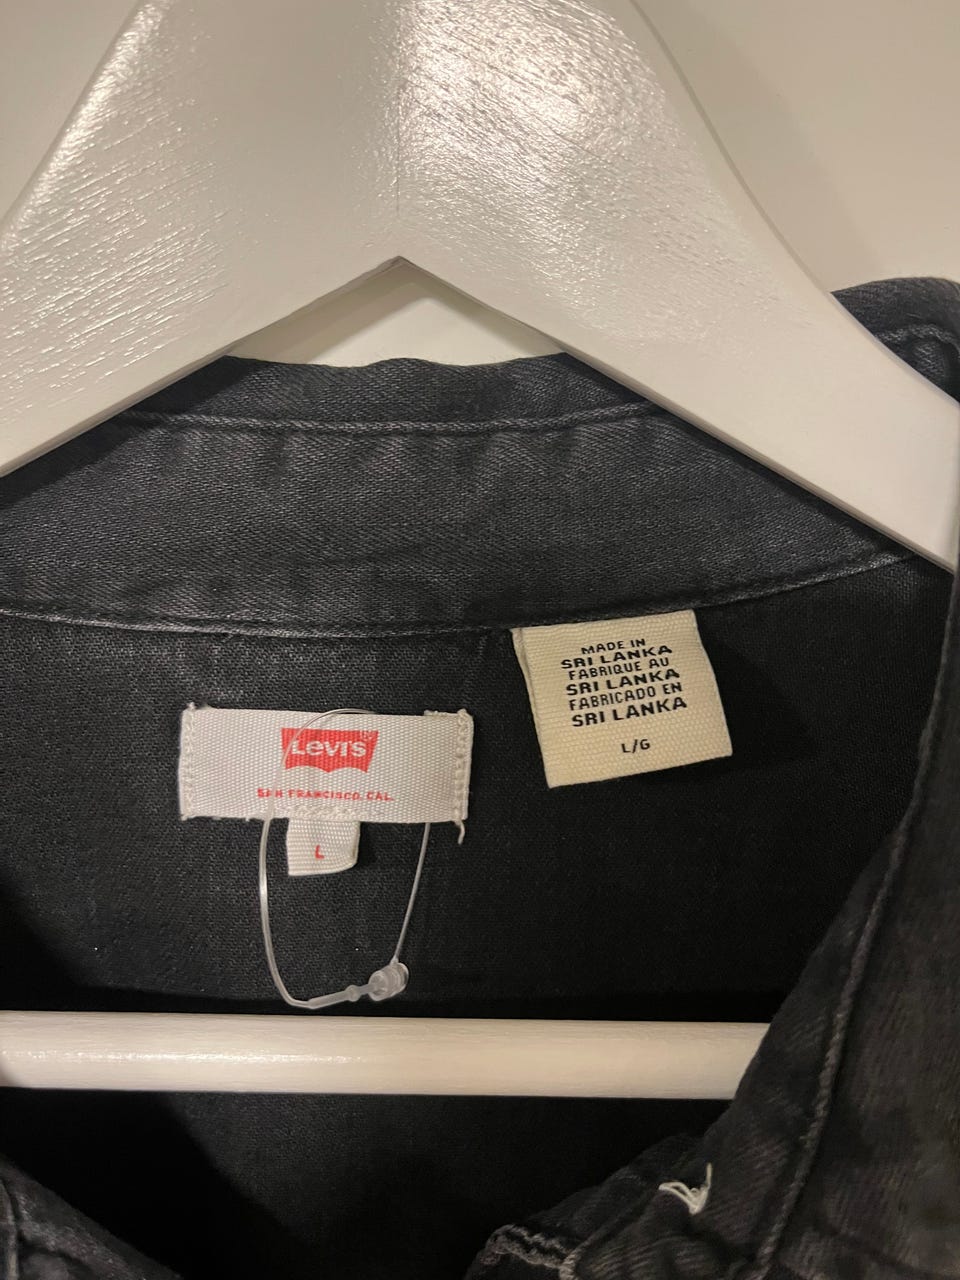 Levi's®
SAN FRANCISCO, CAL.
L
MADE IN
SRI LANKA
FABRIQUE AU
SRI LANKA
FABRICADO EN
SRI LANKA
L/G